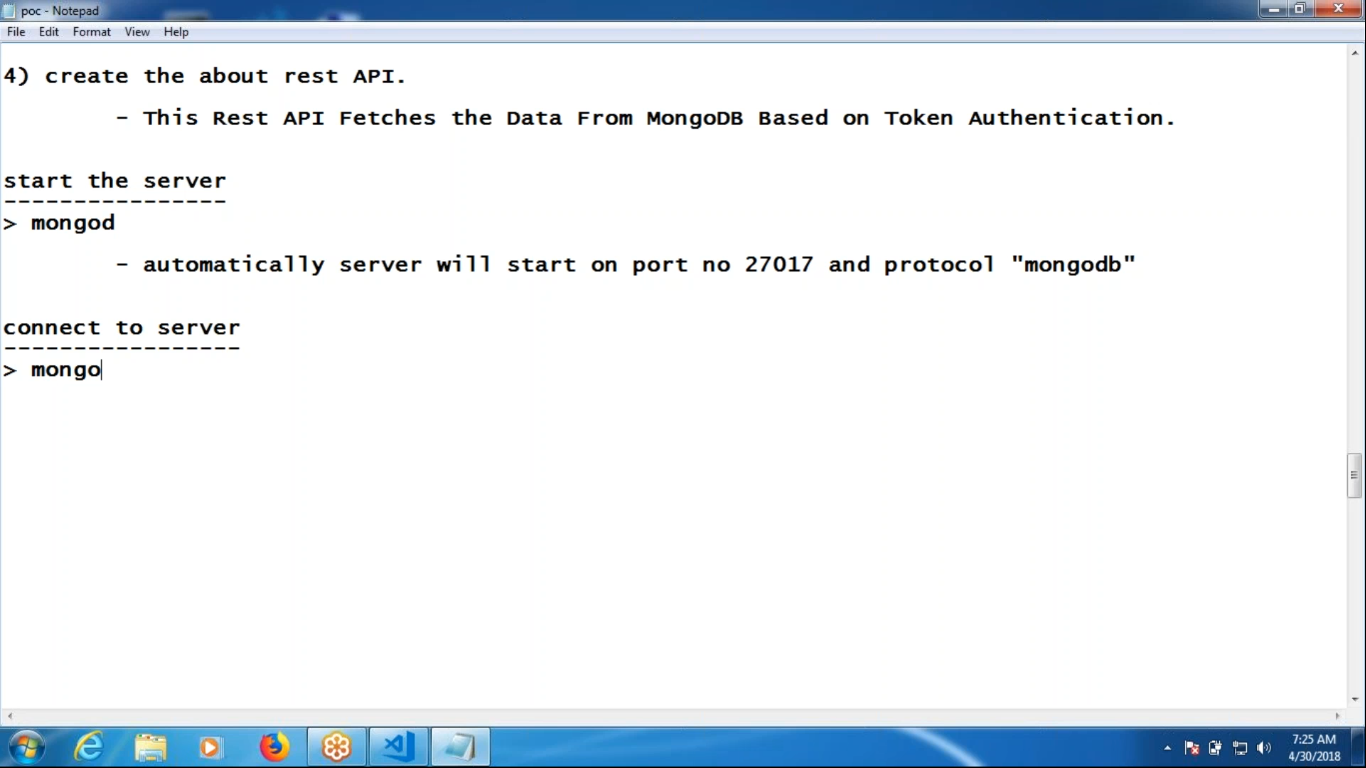 poc - Notepad
File Edit Format View Help
4) create the about rest API.
- This Rest API Fetches the Data From MongoDB Based on Token Authentication.
start the server
----------------
> mongod
- automatically server will start on port no 27017 and protocol "mongodb"
connect to server
-----------------
> mongo
7:25 AM
4/30/2018